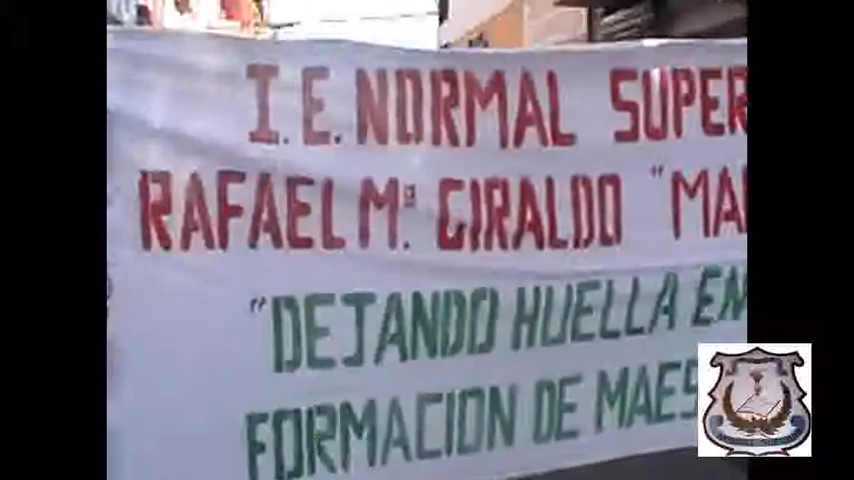 I. E. NORMAL SUPER
RAFAEL Mª. GIRALDO "MA
"DEJANDO HUELLA EN
FORMACION DE MAES